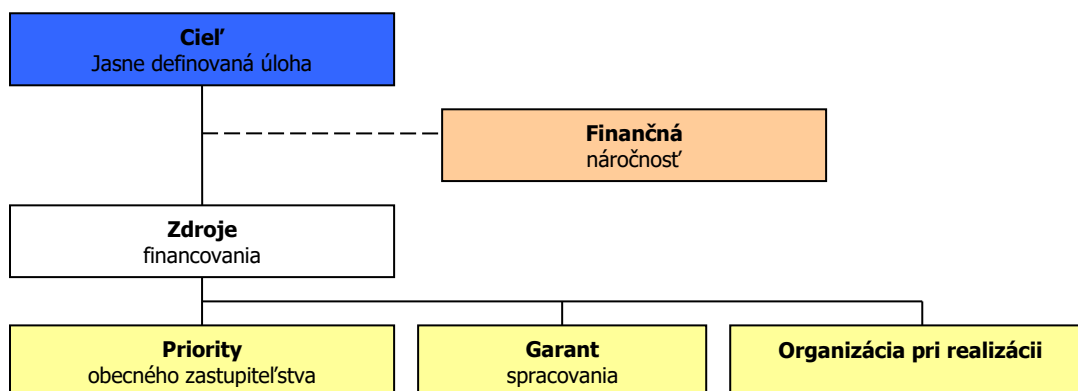 Cieľ
Jasne definovaná úloha
Finančná
náročnosť
Zdroje
financovania
Priority
obecného zastupiteľstva
Garant
spracovania
Organizácia pri realizácii